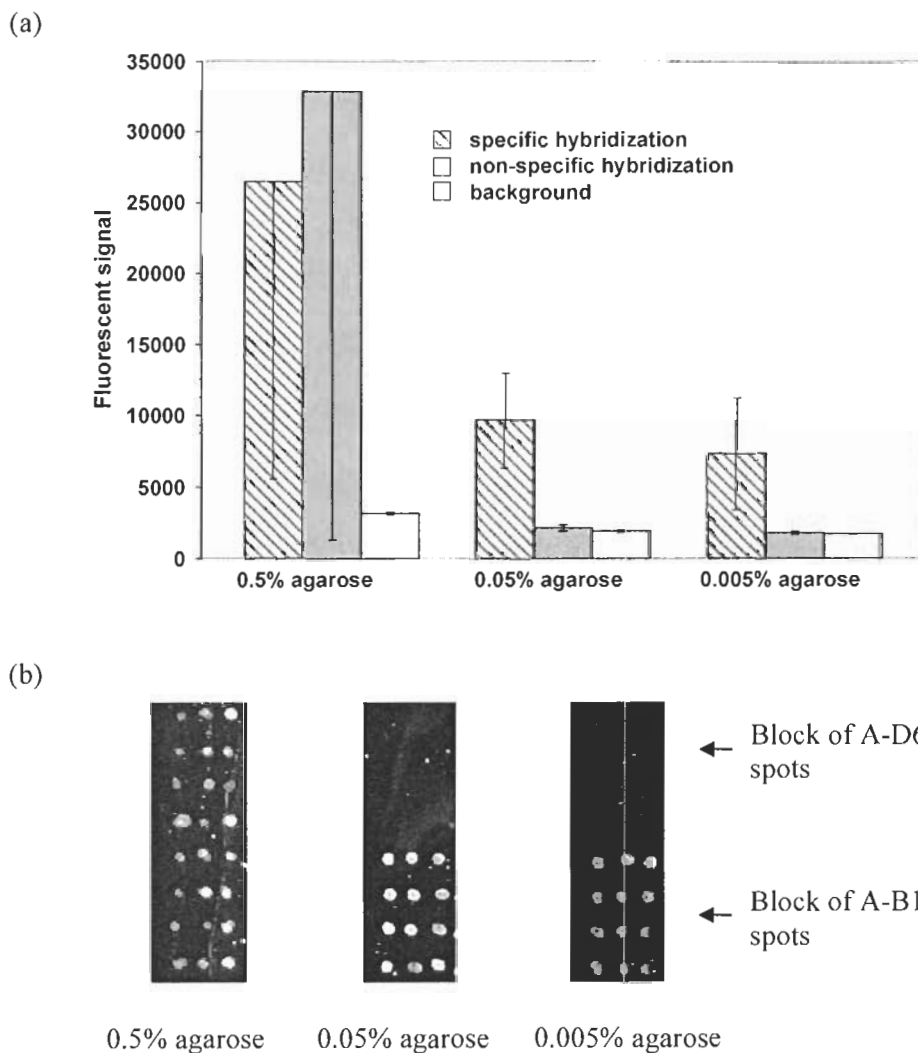 (a)
35000
30000
25000
20000
15000
10000
5000
0
Fluorescent signal
specific hybridization
non-specific hybridization
background
0.5% agarose
0.05% agarose
0.005% agarose
(b)
Block of A-D6
spots
Block of A-B1
spots
0.5% agarose
0.05% agarose
0.005% agarose